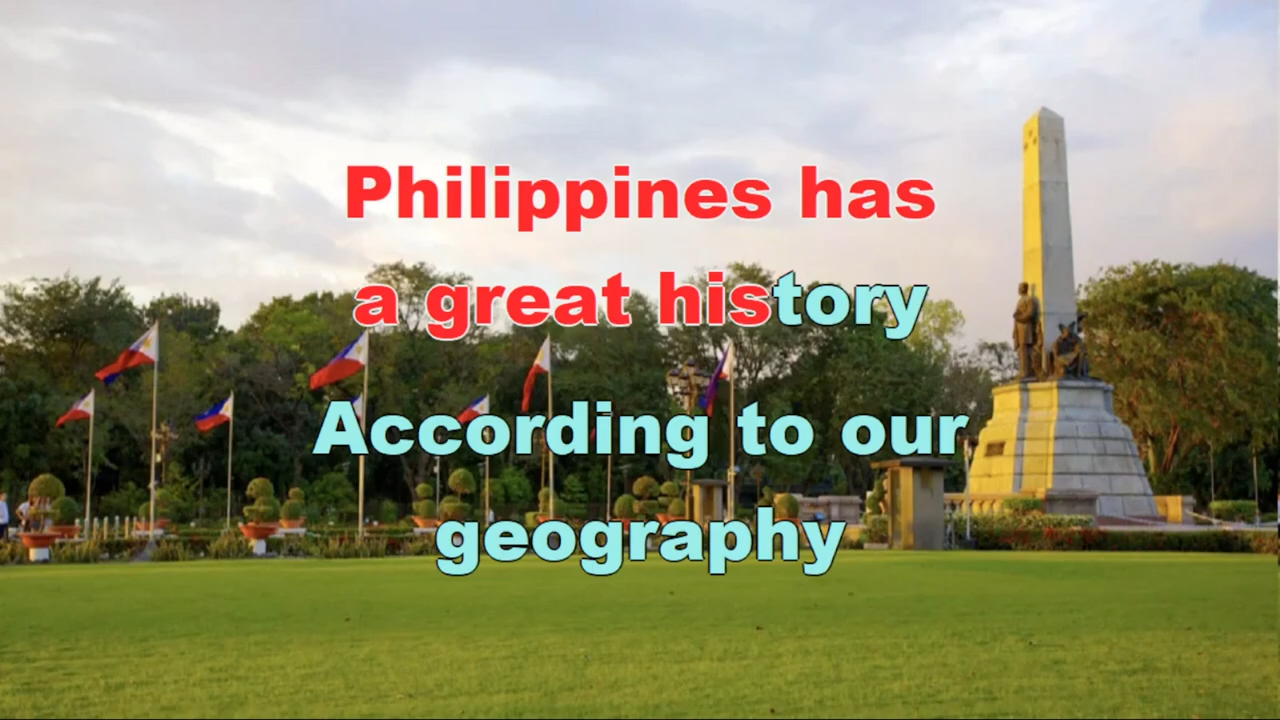 Philippines has
a great history
According to our
geography